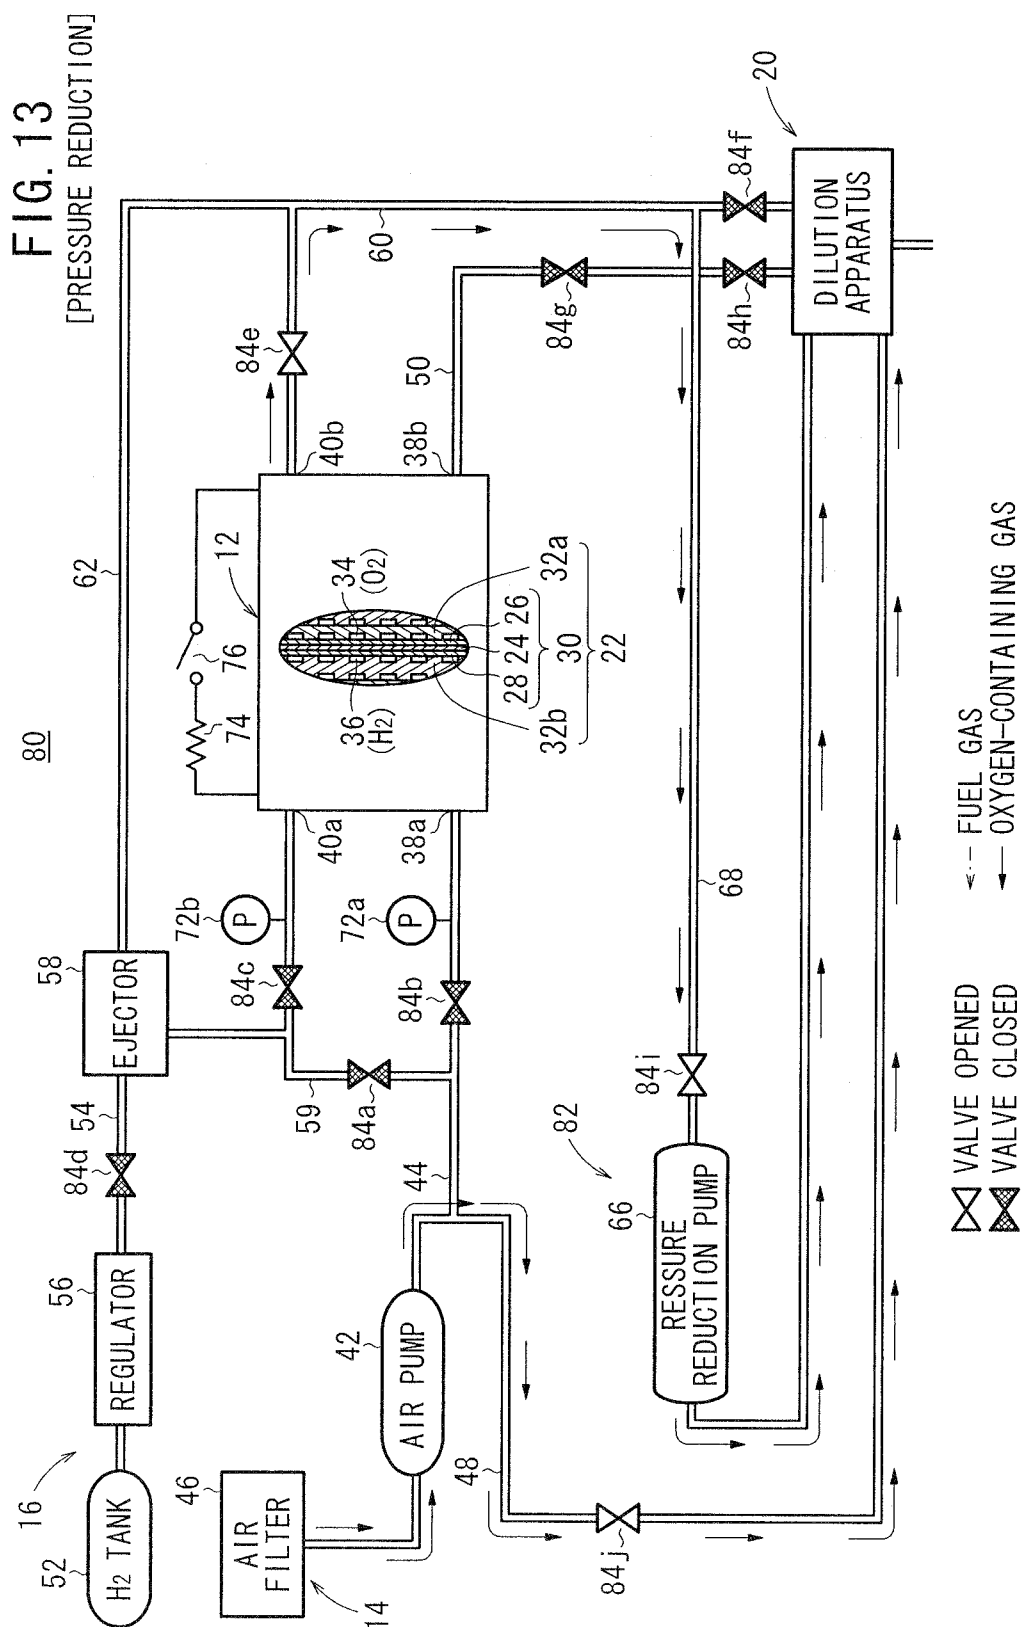 FIG. 13
[PRESSURE REDUCTION]
80
16
52
H2 TANK
56
REGULATOR
84d
54
58
EJECTOR
62
46
AIR
FILTER
14
42
AIR PUMP
44
59
84a
84c
84b
72b
P
72a
P
40a
38a
74
76
12
36
(H2)
34
(O2)
32b
28
24
26
32a
30
22
40b
38b
84e
50
60
84g
84f
84h
20
DILUTION
APPARATUS
48
84j
82
66
RESSURE
REDUCTION PUMP
84i
68
VALVE OPENED
VALVE CLOSED
FUEL GAS
OXYGEN-CONTAINING GAS